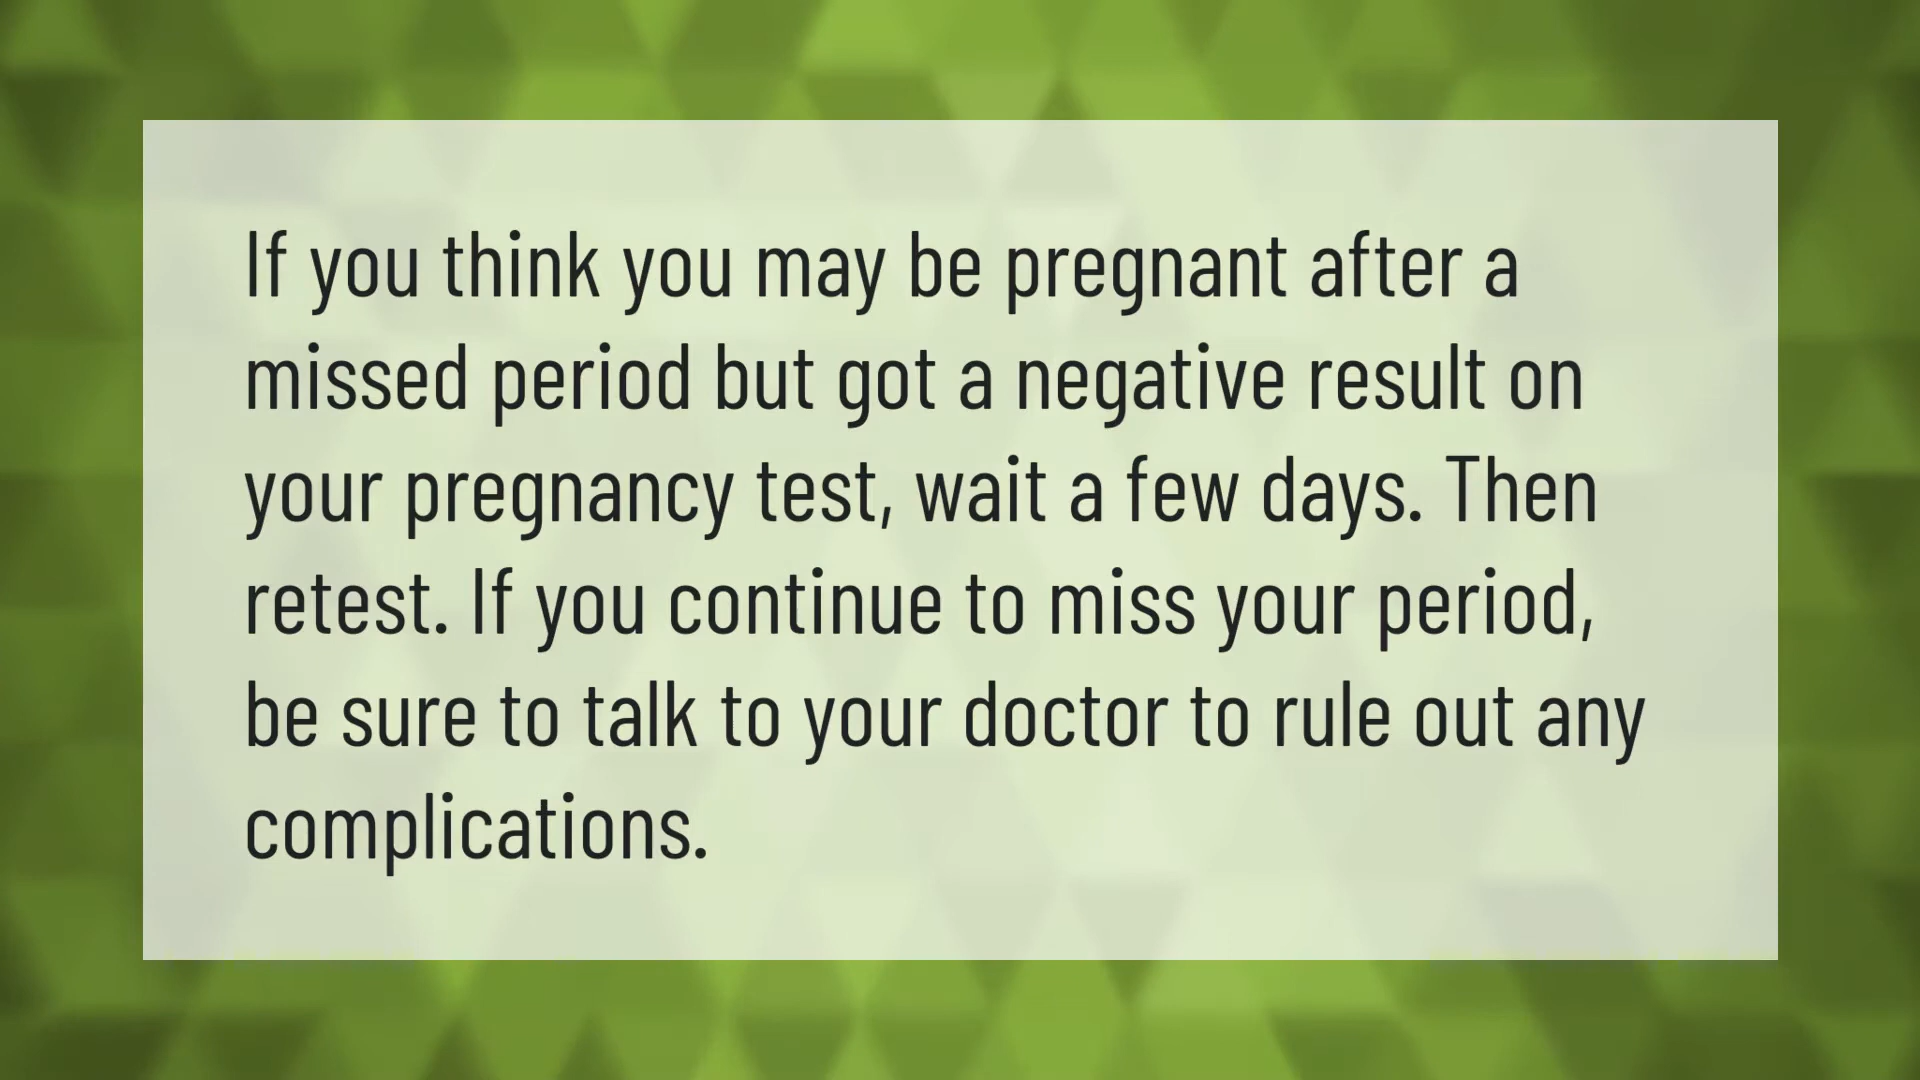 If you think you may be pregnant after a
missed period but got a negative result on
your pregnancy test, wait a few days. Then
retest. If you continue to miss your period,
be sure to talk to your doctor to rule out any
complications.